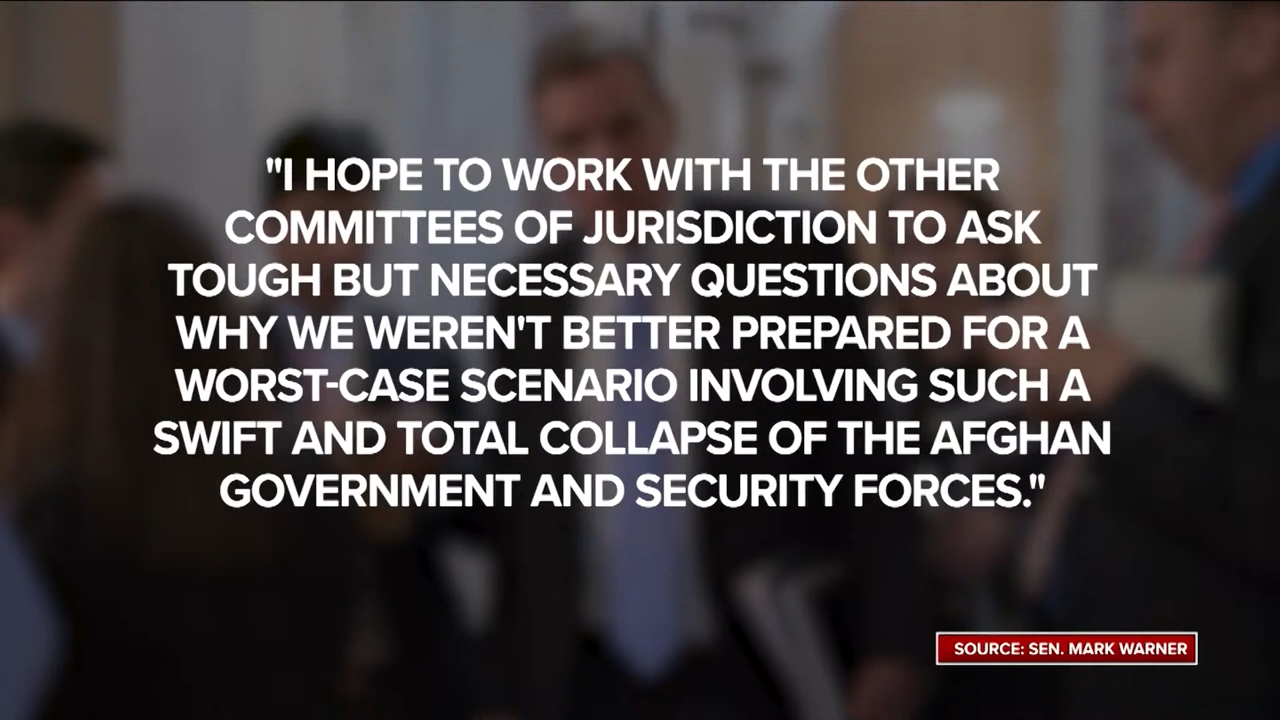 "I HOPE TO WORK WITH THE OTHER
COMMITTEES OF JURISDICTION TO ASK
TOUGH BUT NECESSARY QUESTIONS ABOUT
WHY WE WEREN'T BETTER PREPARED FOR A
WORST-CASE SCENARIO INVOLVING SUCH A
SWIFT AND TOTAL COLLAPSE OF THE AFGHAN
GOVERNMENT AND SECURITY FORCES."
SOURCE: SEN. MARK WARNER